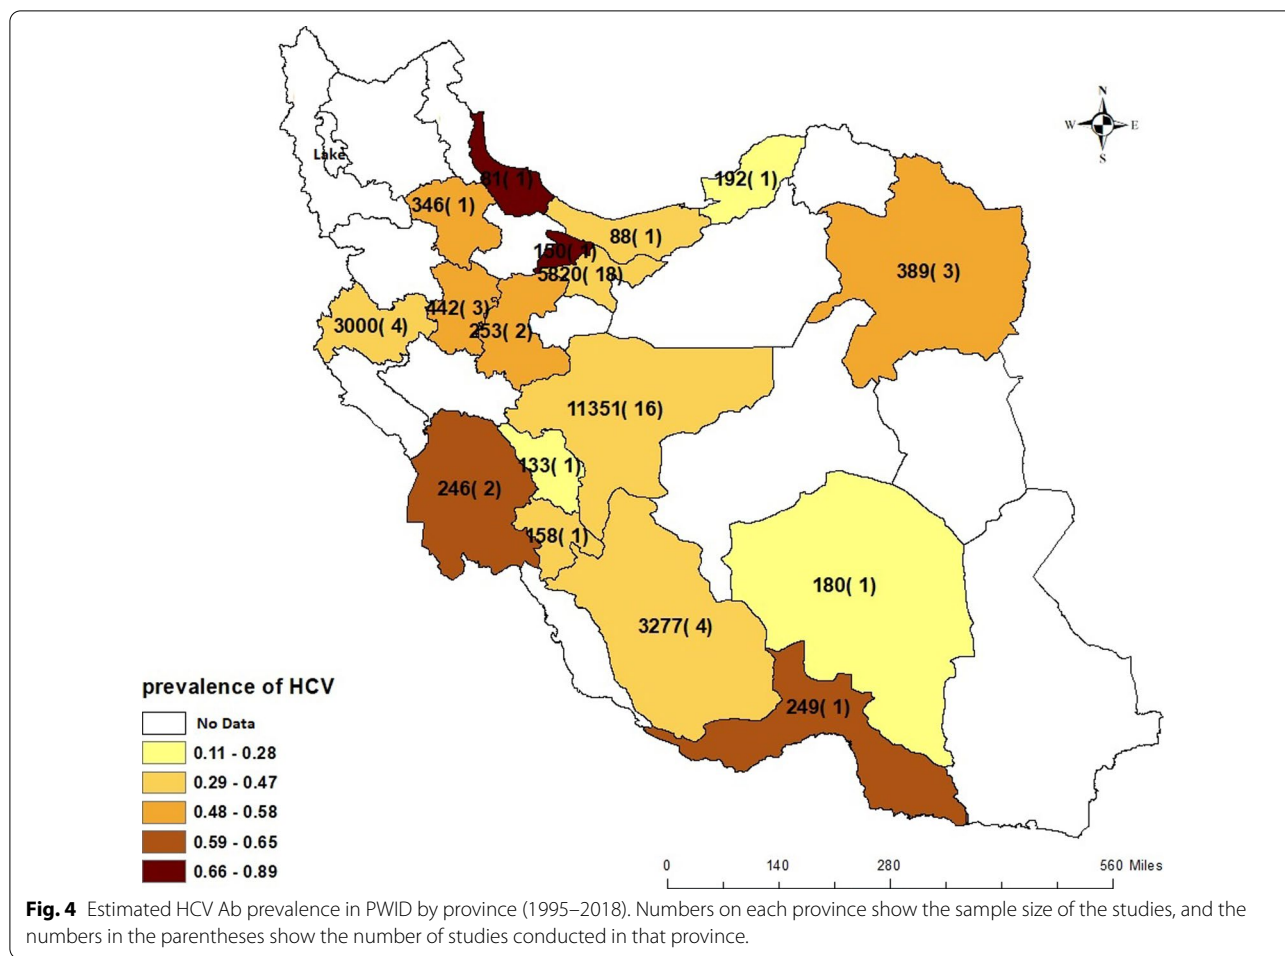 N
W E
S
Lake
81( 1)
192( 1)
346( 1)
88( 1)
150( 1)
5820( 18)
389( 3)
442( 3)
3000( 4)
253( 2)
11351( 16)
133( 1)
246( 2)
158( 1)
180( 1)
3277( 4)
249( 1)
prevalence of HCV
No Data
0.11 - 0.28
0.29 - 0.47
0.48 - 0.58
0.59 - 0.65
0.66 - 0.89
0 140 280 560 Miles
Fig. 4 Estimated HCV Ab prevalence in PWID by province (1995–2018). Numbers on each province show the sample size of the studies, and the
numbers in the parentheses show the number of studies conducted in that province.